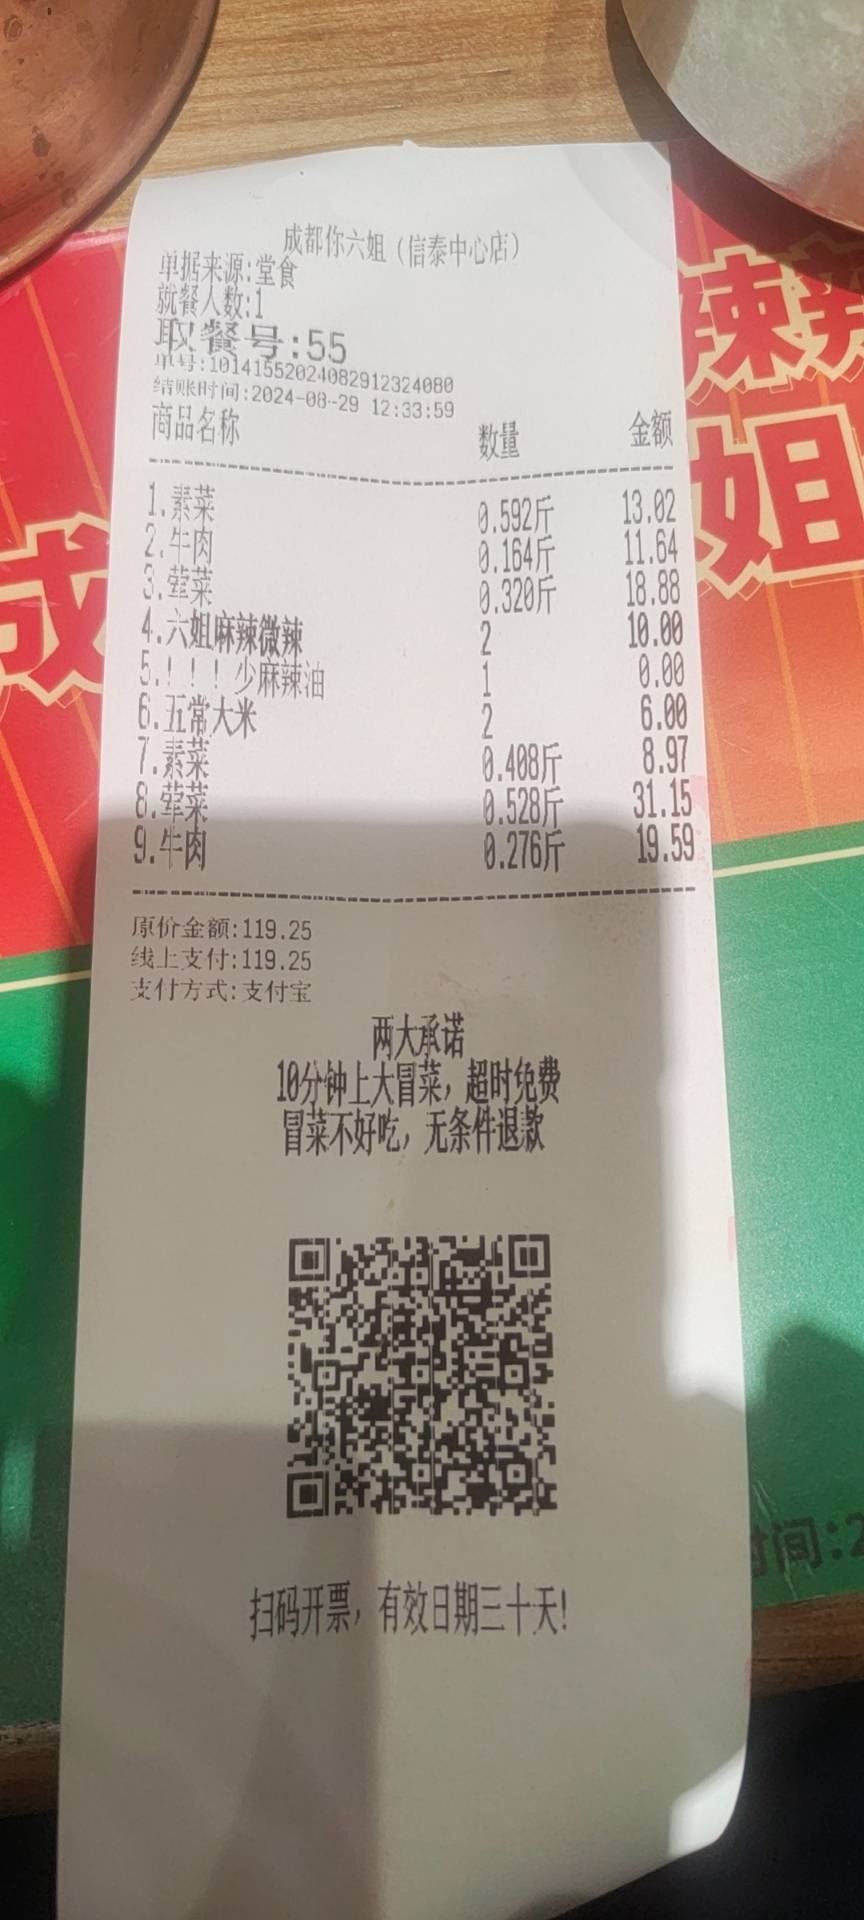 成都你六姐（信泰中心店）
单据来源:堂食
就餐人数:1
取餐号:55
单号:10141552024082912324080
结账时间:2024-08-29 12:33:59
商品名称 数量 金额
1.素菜 0.592斤 13.02
2.牛肉 0.164斤 11.64
3.荤菜 0.320斤 18.88
4.六姐麻辣微辣 2 10.00
5.！！！少麻辣油 1 0.00
6.五常大米 2 6.00
7.素菜 0.408斤 8.97
8.荤菜 0.528斤 31.15
9.牛肉 0.276斤 19.59
原价金额:119.25
线上支付:119.25
支付方式:支付宝
两大承诺
10分钟上大冒菜，超时免费
冒菜不好吃，无条件退款
扫码开票，有效日期三十天!
辣
成
姐
时间:2